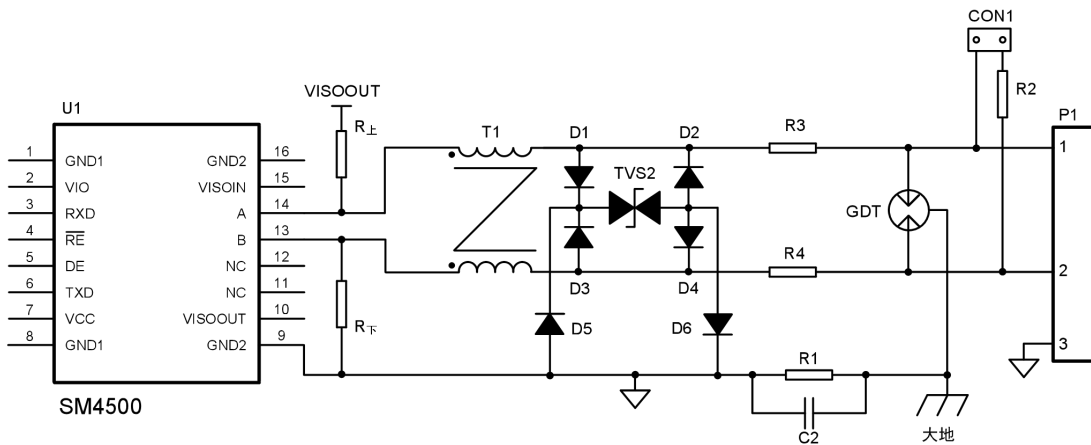 CON1
R2
P1
VISOOUT
U1
R上
T1
D1
D2
R3
1
1
GND1
GND2
16
TVS2
2
VIO
VISOIN
15
3
RXD
A
14
GDT
4
RE
B
13
5
DE
NC
12
R4
2
6
TXD
NC
11
D3
D4
7
VCC
VISOOUT
10
R下
D5
D6
8
GND1
GND2
9
3
R1
SM4500
C2
大地